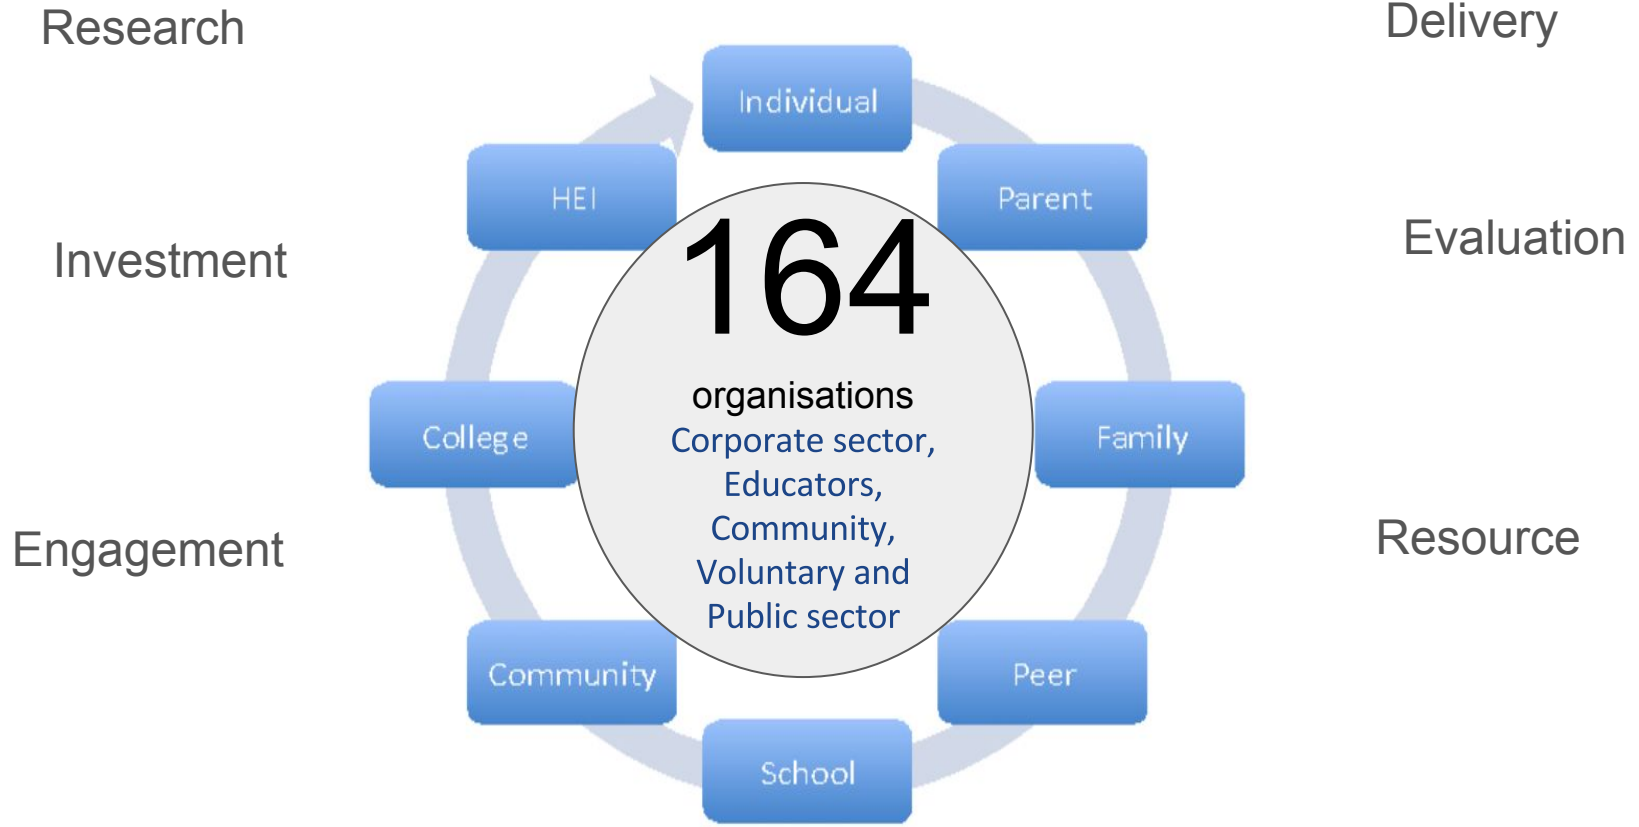 Research
Delivery
Individual
HEI
Parent
Investment
Evaluation
164
organisations
Corporate sector,
Educators,
Community,
Voluntary and
Public sector
College
Family
Engagement
Resource
Community
Peer
School